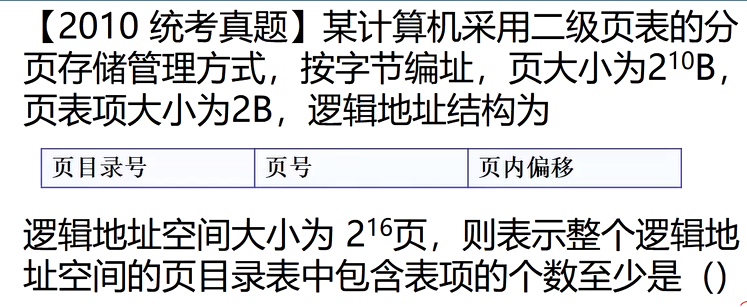 【2010 统考真题】某计算机采用二级页表的分
页存储管理方式，按字节编址，页大小为2¹⁰B，
页表项大小为2B，逻辑地址结构为
页目录号 页号 页内偏移
逻辑地址空间大小为 2¹⁶页，则表示整个逻辑地
址空间的页目录表中包含表项的个数至少是（）